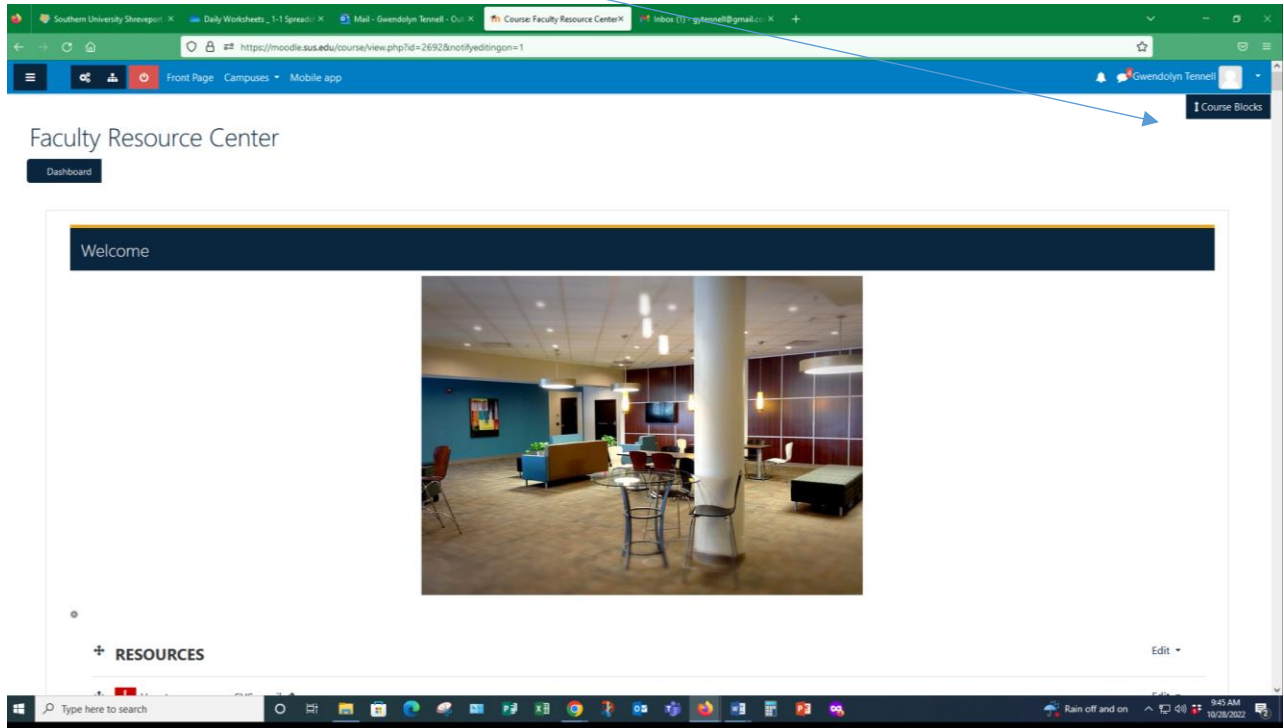 Southern University Shreveport
Daily Worksheets _ 1-1 Spreads
Mail - Gwendolyn Tennell - Ou
Course: Faculty Resource Center
Inbox (1) - gytennell@gmail.co
https://moodle.sus.edu/course/view.php?id=2692&notifyeditingon=1
Front Page Campuses Mobile app
Gwendolyn Tennell
Course Blocks
Faculty Resource Center
Dashboard
Welcome
RESOURCES
Edit
Type here to search
Rain off and on
9:45 AM
10/28/2022